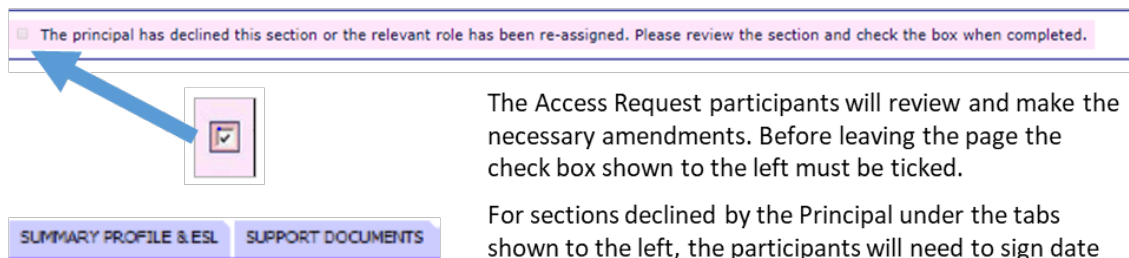 The principal has declined this section or the relevant role has been re-assigned. Please review the section and check the box when completed.
The Access Request participants will review and make the
necessary amendments. Before leaving the page the
check box shown to the left must be ticked.
SUMMARY PROFILE & ESL SUPPORT DOCUMENTS
For sections declined by the Principal under the tabs
shown to the left, the participants will need to sign date